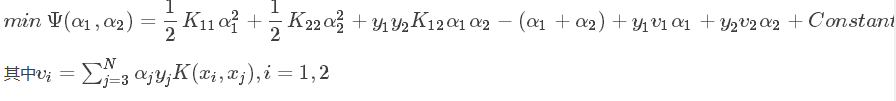 min Ψ(α₁,α₂) = 1/2 K₁₁α₁² + 1/2 K₂₂α₂² + y₁y₂K₁₂α₁α₂ − (α₁ + α₂) + y₁v₁α₁ + y₂v₂α₂ + Constant
其中vᵢ = ∑ⱼ₌₃ᴺ αⱼyⱼK(xᵢ,xⱼ), i = 1,2